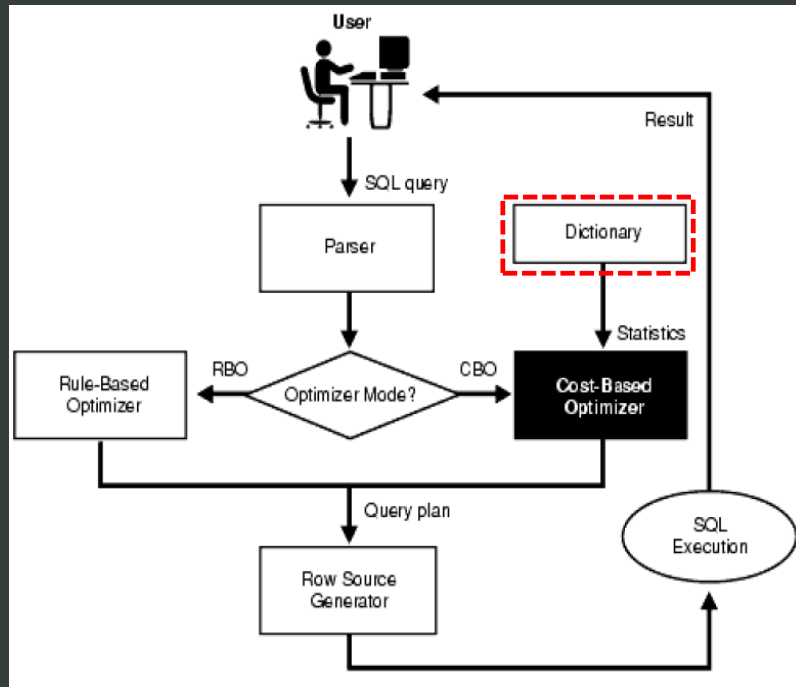 User
Result
SQL query
Parser
Dictionary
Statistics
RBO
CBO
Rule-Based
Optimizer
Optimizer Mode?
Cost-Based
Optimizer
Query plan
SQL
Execution
Row Source
Generator